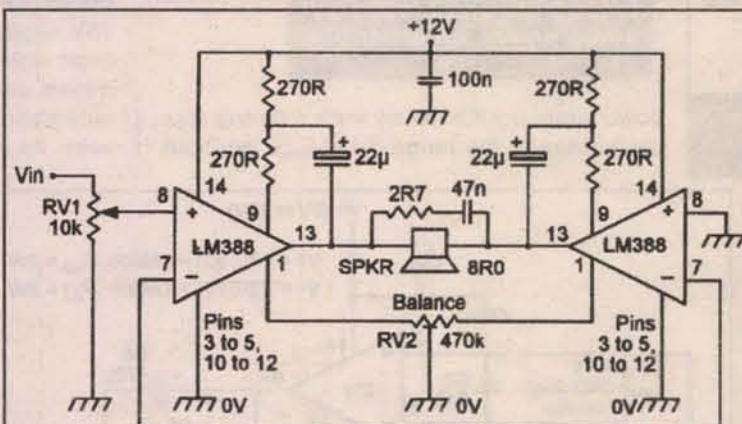 +12V
270R
100n
270R
270R
22µ
22µ
270R
Vin
RV1
10k
8
14
+
9
LM388
13
1
7
−
2R7
47n
SPKR
8R0
13
9
14
8
+
LM388
1
7
−
Balance
RV2
470k
Pins
3 to 5,
10 to 12
Pins
3 to 5,
10 to 12
0V
0V
0V